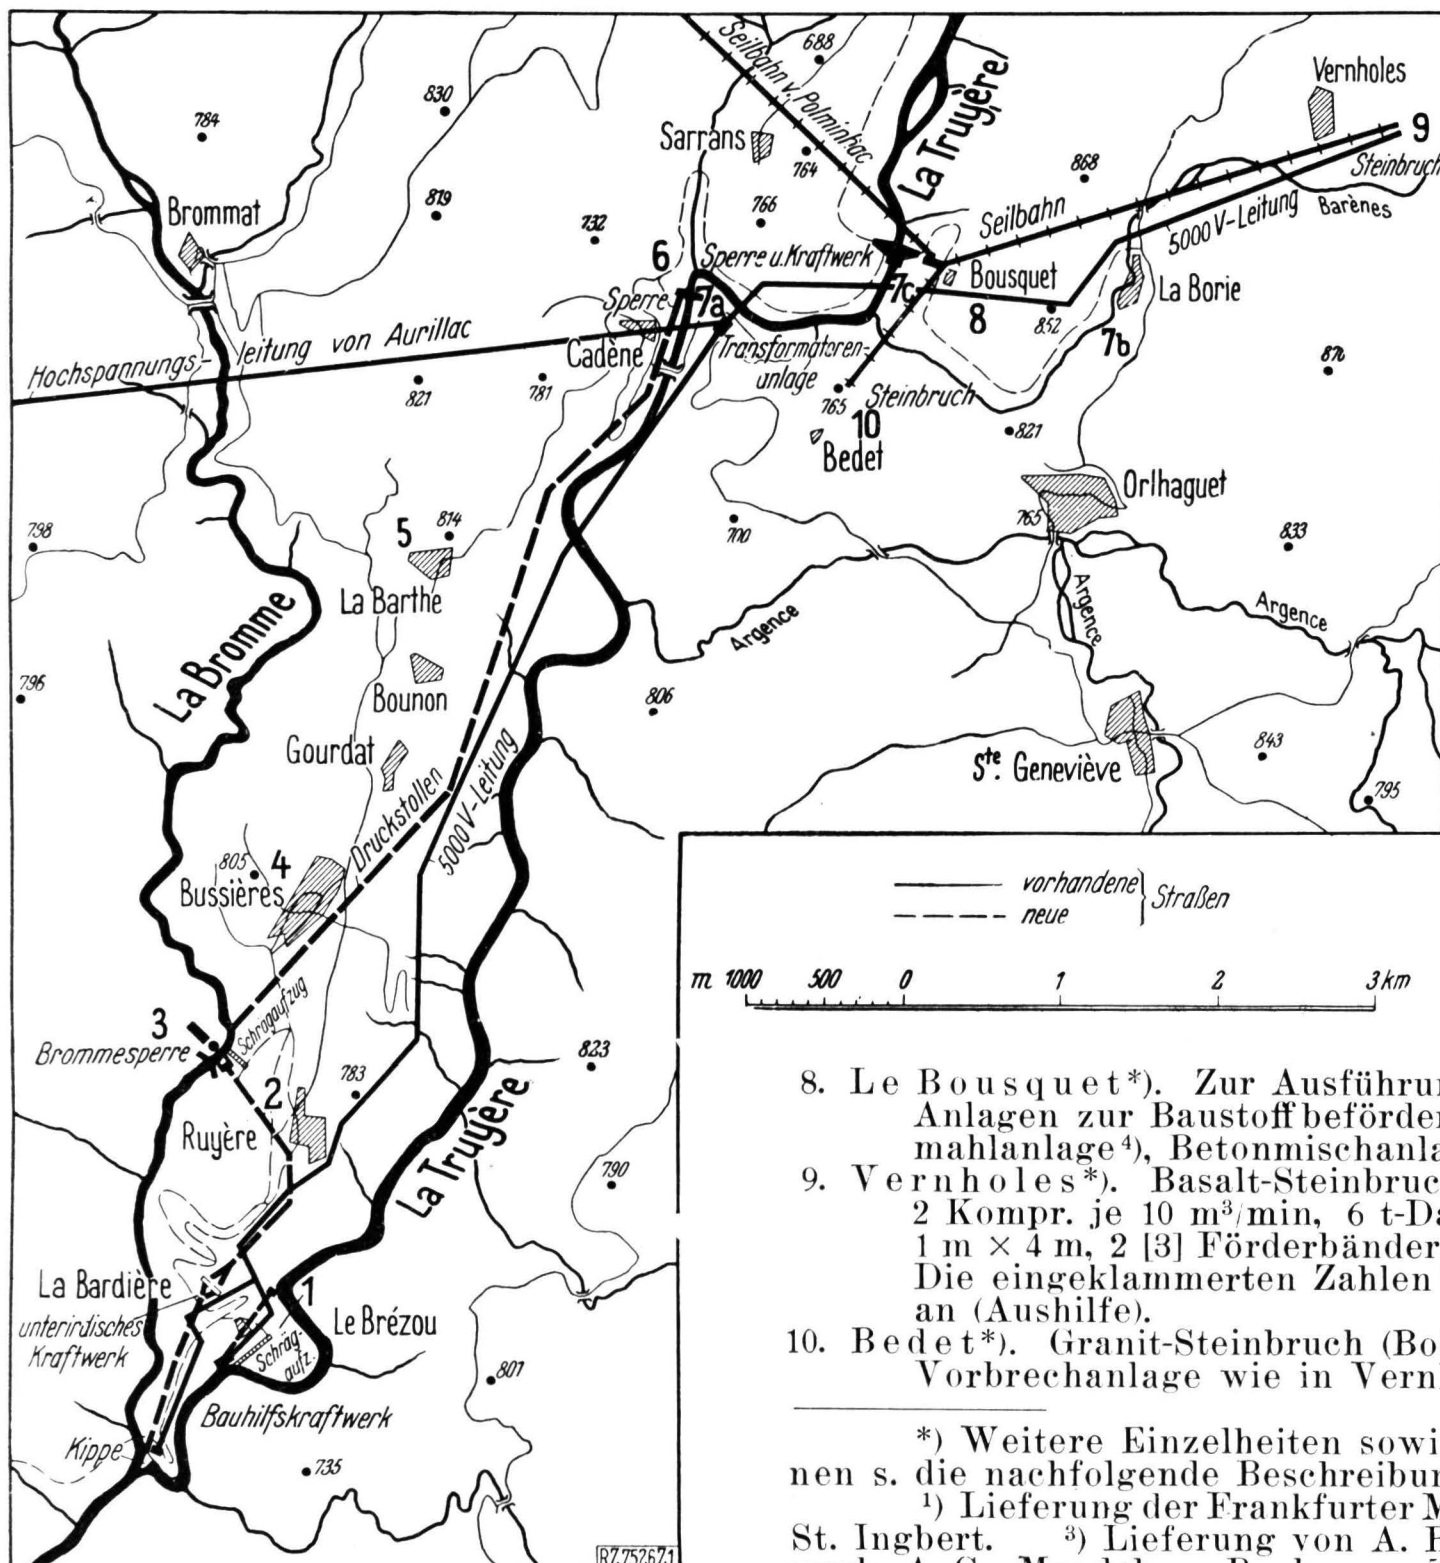 Seilbahn v. Polminhac
688
La Truyère
Vernholes
830
784
Sarrans
764
868
9
Steinbruch
Barènes
819
Brommat
732
766
Seilbahn
5000 V-Leitung
6
Sperre u. Kraftwerk
Sperre
7a
7c
Bousquet
La Borie
8
852
7b
Hochspannungs-leitung von Aurillac
Cadène
Transformatoren-
anlage
821
781
765
Steinbruch
876
10
Bedet
821
Orlhaguet
765
798
5
814
700
833
La Barthe
Argence
Argence
Argence
La Bromme
796
Bounon
806
Gourdat
Ste. Geneviève
843
795
Druckstollen
5000 V-Leitung
805
4
Bussières
vorhandene
neue
Straßen
m 1000 500 0 1 2 3 km
3
Schrägaufzug
Brommesperre
2
783
823
Ruyère
La Truyère
790
La Bardière
1
unterirdisches
Kraftwerk
Le Brézou
Schräg-
aufz.
801
Bauhilfskraftwerk
Kippe
735
RZ75267.1
8. Le Bousquet*). Zur Ausführu
Anlagen zur Baustoffbeförder
mahlanlage⁴), Betonmischanla
9. Vernholes*). Basalt-Steinbruc
2 Kompr. je 10 m³/min, 6 t-Da
1 m × 4 m, 2 [3] Förderbänder
Die eingeklammerten Zahlen
an (Aushilfe).
10. Bedet*). Granit-Steinbruch (Bo
Vorbrechanlage wie in Vern
*) Weitere Einzelheiten sowi
nen s. die nachfolgende Beschreibun
¹) Lieferung der Frankfurter M
St. Ingbert. ³) Lieferung von A. B